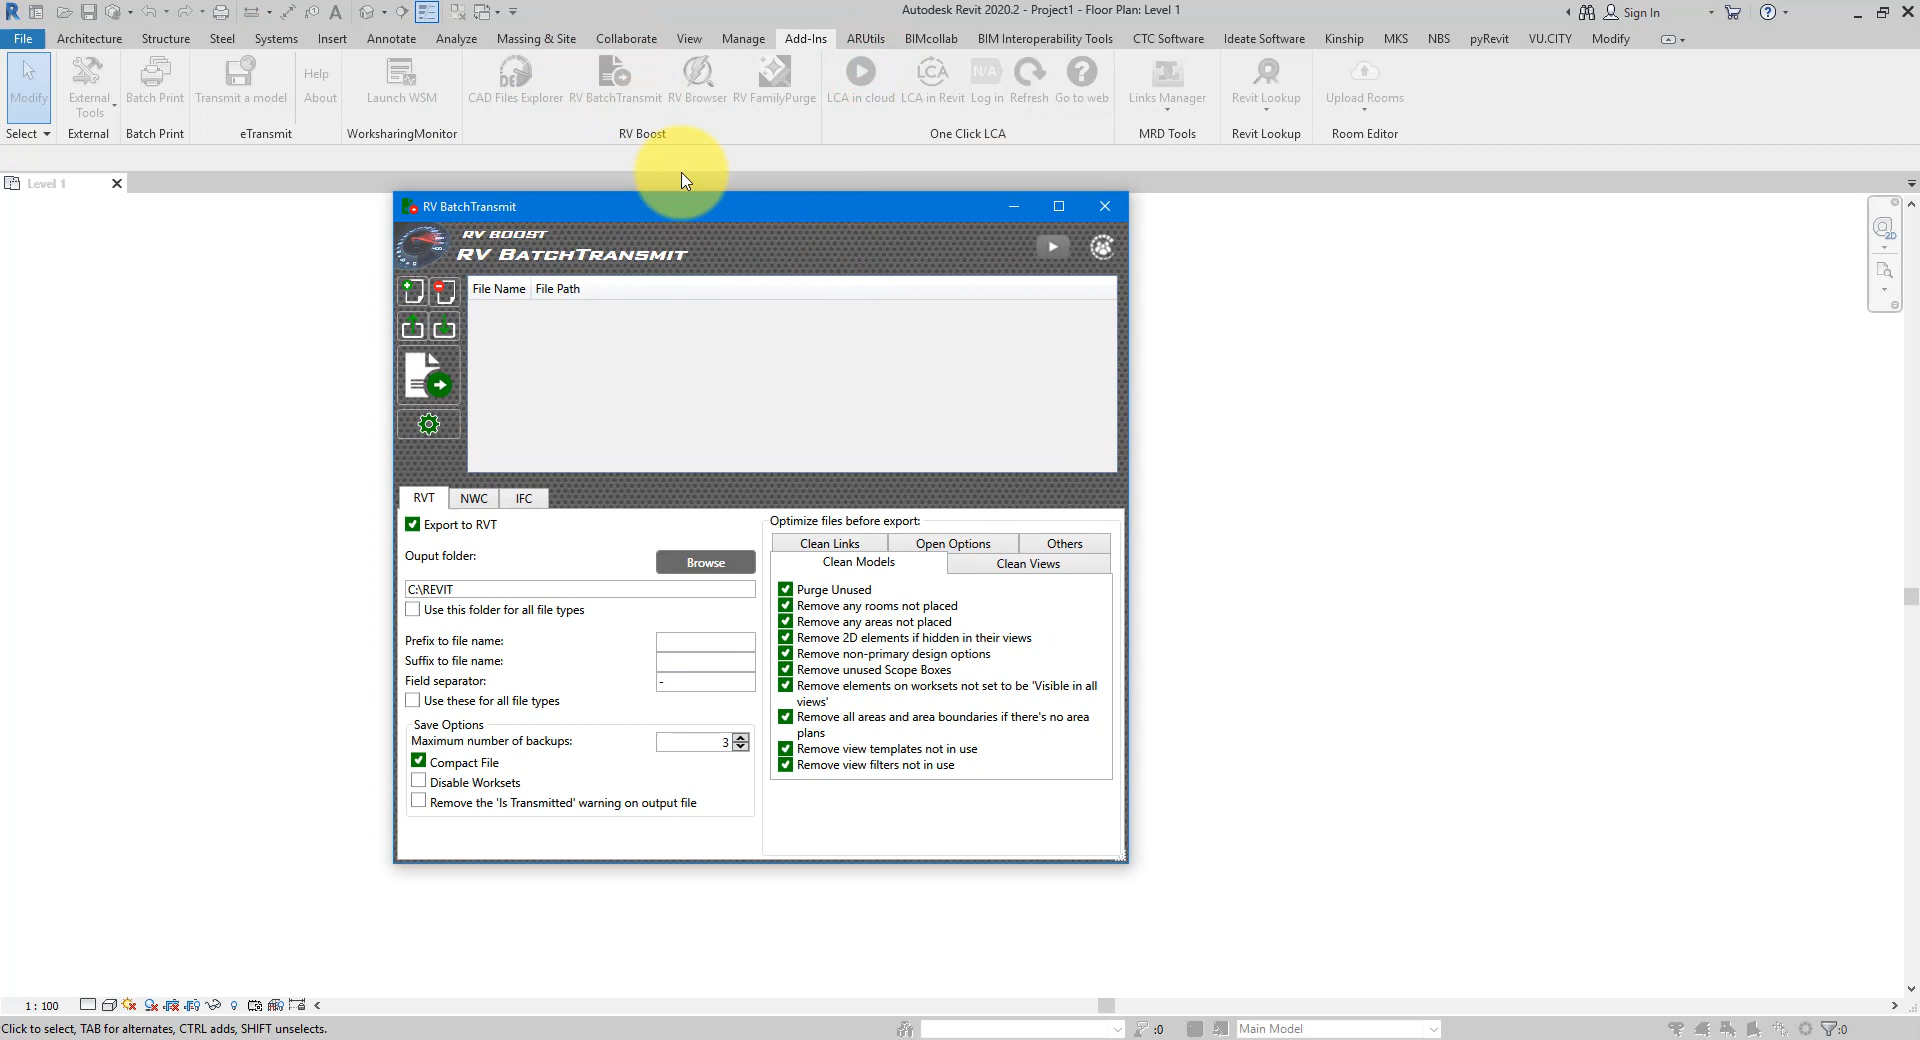 Autodesk Revit 2020.2 - Project1 - Floor Plan: Level 1
Sign In
File Architecture Structure Steel Systems Insert Annotate Analyze Massing & Site Collaborate View Manage Add-Ins ARUtils BIMcollab BIM Interoperability Tools CTC Software Ideate Software Kinship MKS NBS pyRevit VU.CITY Modify
Modify
External Tools
Batch Print
Transmit a model
Help
About
Launch WSM
CAD Files Explorer
RV BatchTransmit
RV Browser
RV FamilyPurge
LCA in cloud
LCA in Revit
N/A
Log in
Refresh
Go to web
Links Manager
Revit Lookup
Upload Rooms
Select External Batch Print eTransmit WorksharingMonitor RV Boost One Click LCA MRD Tools Revit Lookup Room Editor
Level 1
2D
RV BatchTransmit
RV BOOST
RV BATCHTRANSMIT
File Name File Path
RVT NWC IFC
Export to RVT
Ouput folder:
Browse
C:\REVIT
Use this folder for all file types
Prefix to file name:
Suffix to file name:
Field separator: -
Use these for all file types
Save Options
Maximum number of backups: 3
Compact File
Disable Worksets
Remove the 'Is Transmitted' warning on output file
Optimize files before export:
Clean Links Open Options Others
Clean Models Clean Views
Purge Unused
Remove any rooms not placed
Remove any areas not placed
Remove 2D elements if hidden in their views
Remove non-primary design options
Remove unused Scope Boxes
Remove elements on worksets not set to be 'Visible in all
views'
Remove all areas and area boundaries if there's no area
plans
Remove view templates not in use
Remove view filters not in use
1 : 100
Click to select, TAB for alternates, CTRL adds, SHIFT unselects.
:0
Main Model
:0